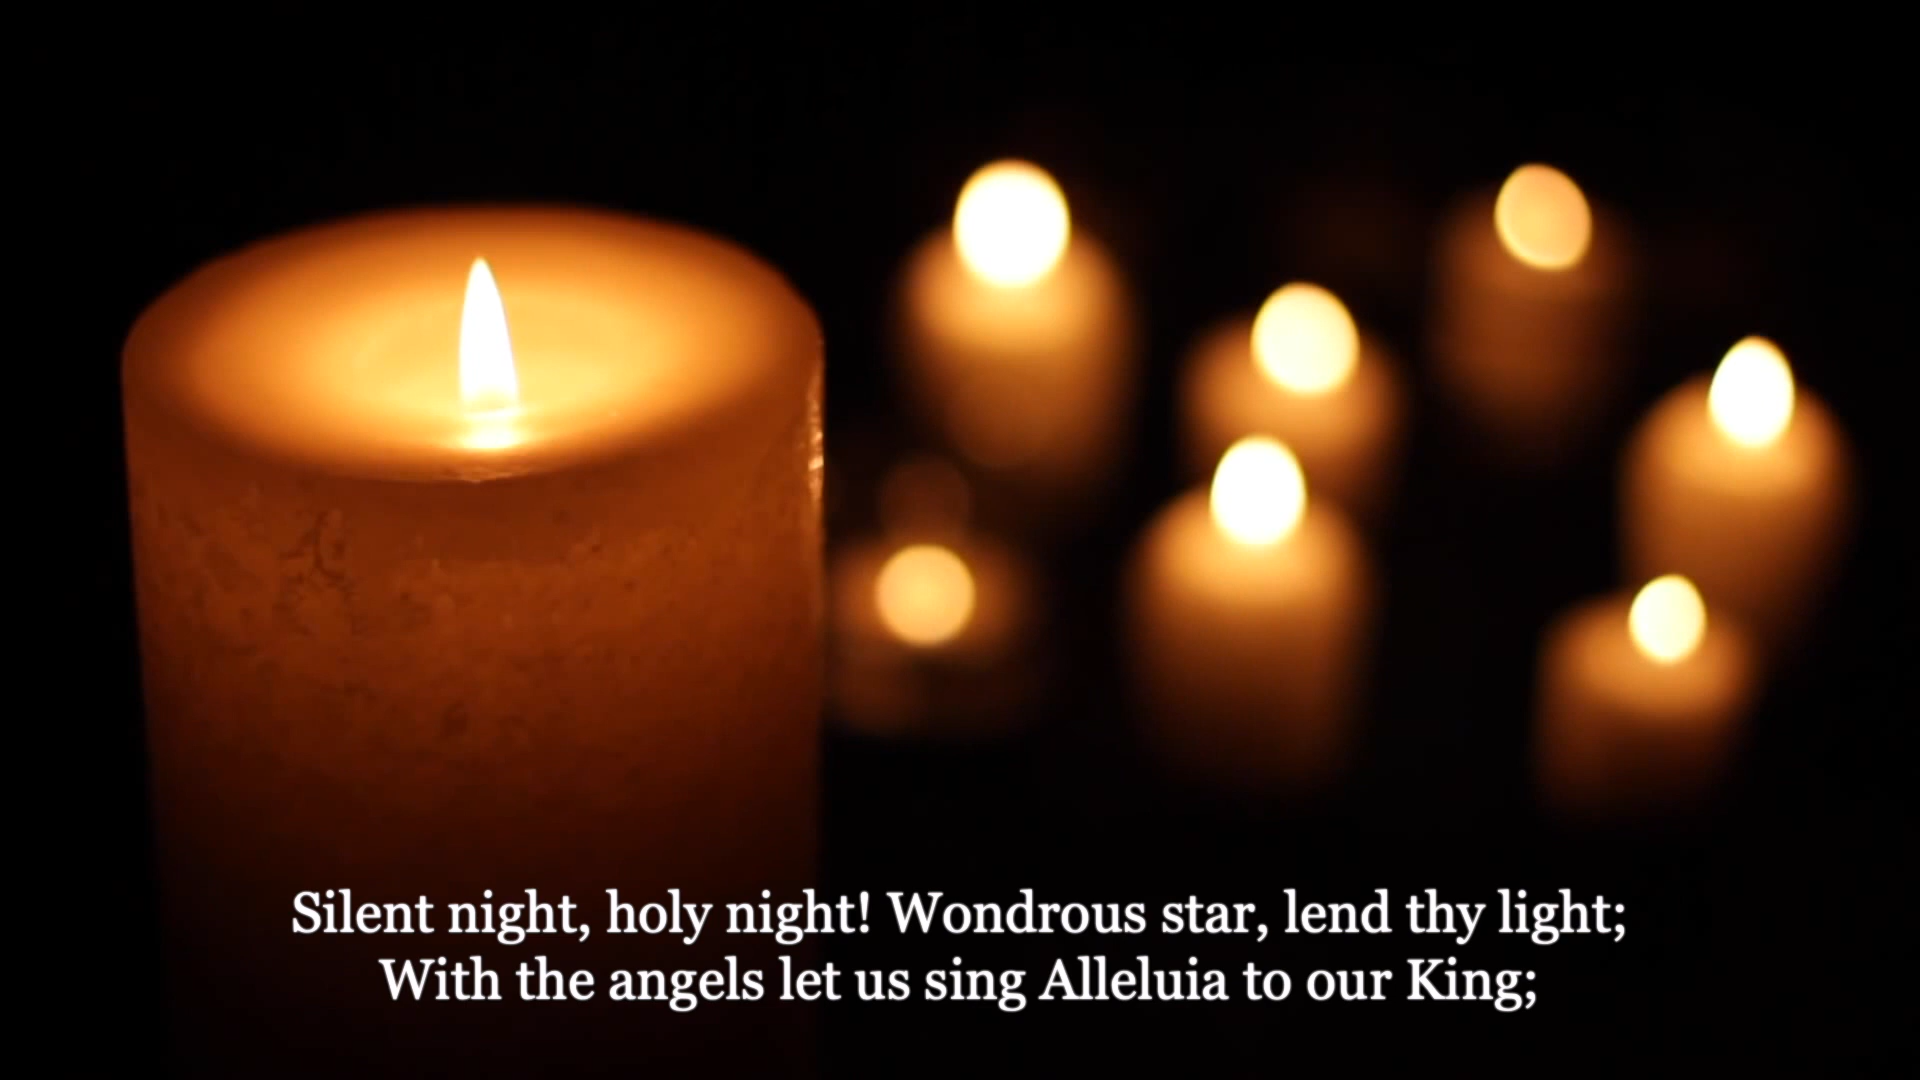 Silent night, holy night! Wondrous star, lend thy light;
With the angels let us sing Alleluia to our King;